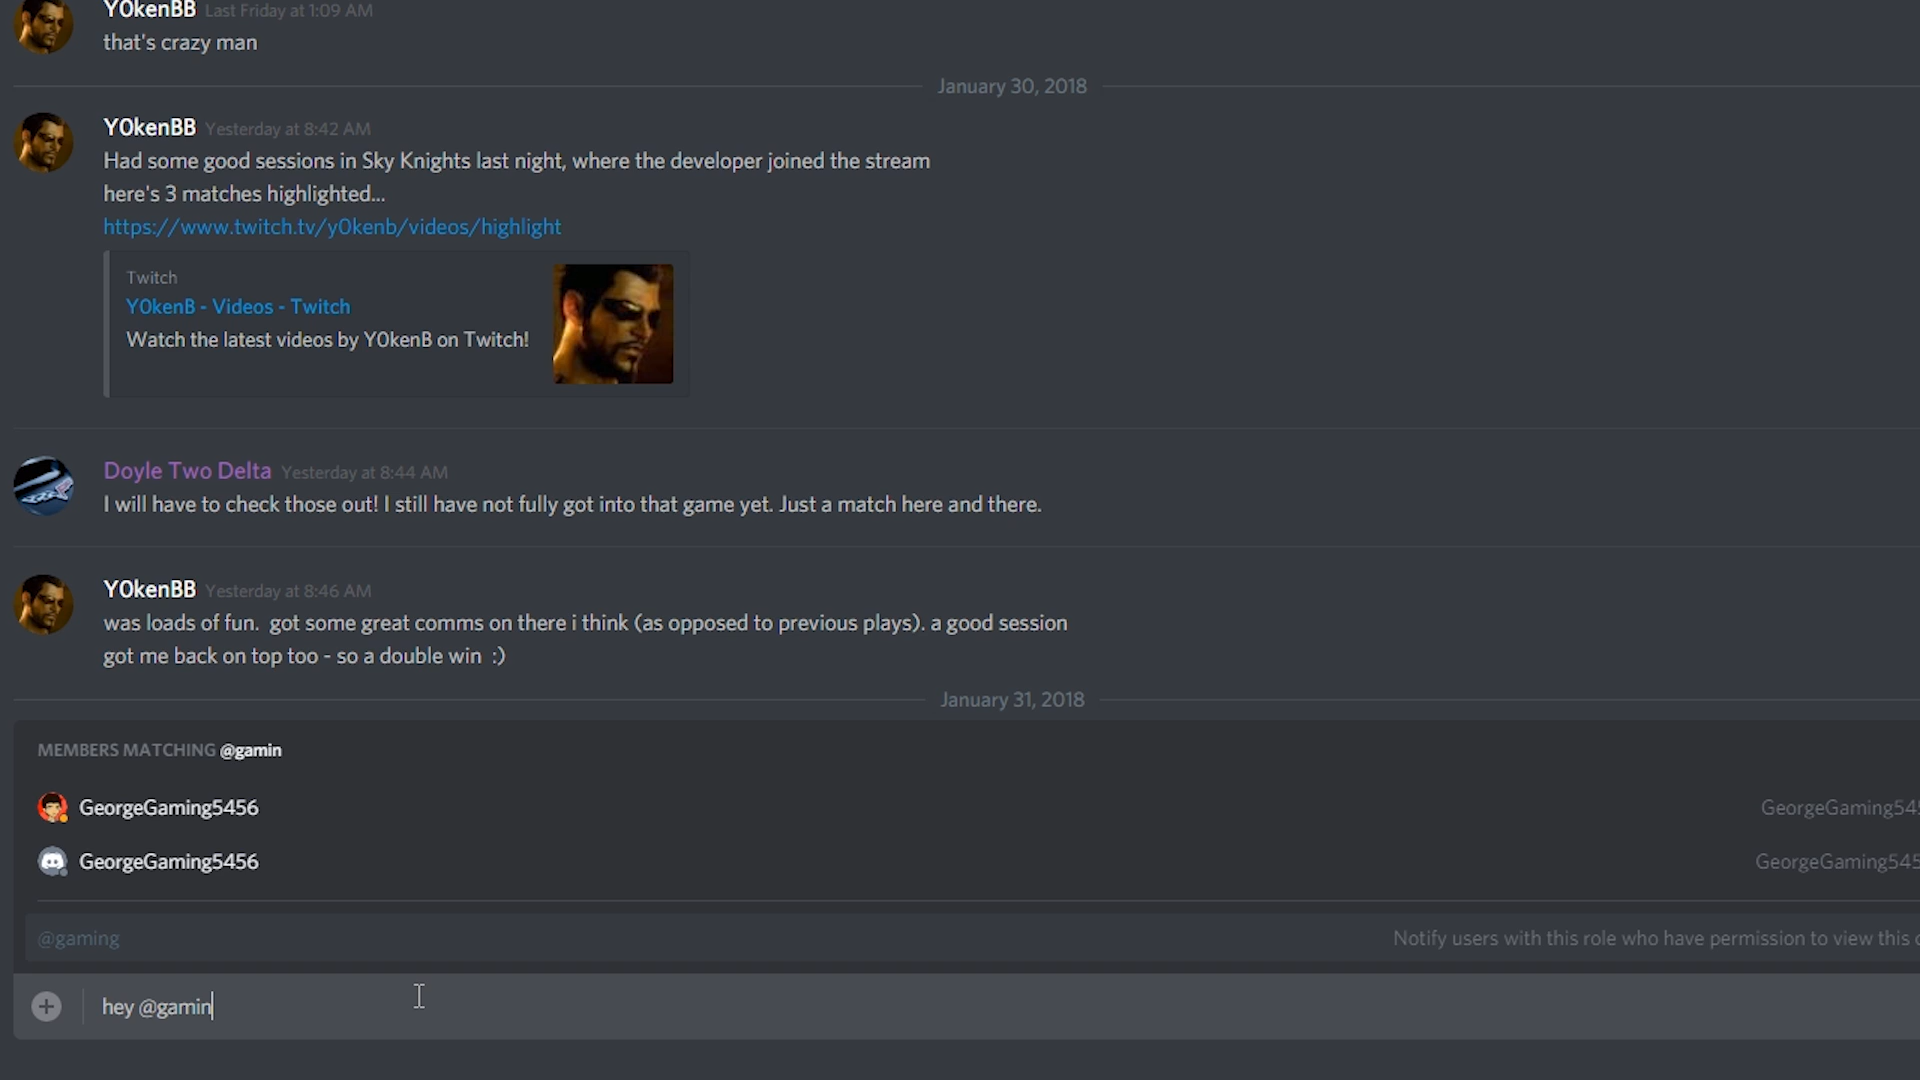 Y0kenBB Last Friday at 1:09 AM
that's crazy man
January 30, 2018
Y0kenBB Yesterday at 8:42 AM
Had some good sessions in Sky Knights last night, where the developer joined the stream
here's 3 matches highlighted...
https://www.twitch.tv/y0kenb/videos/highlight
Twitch
Y0kenB - Videos - Twitch
Watch the latest videos by Y0kenB on Twitch!
Doyle Two Delta Yesterday at 8:44 AM
I will have to check those out! I still have not fully got into that game yet. Just a match here and there.
Y0kenBB Yesterday at 8:46 AM
was loads of fun.  got some great comms on there i think (as opposed to previous plays). a good session
got me back on top too - so a double win  :)
January 31, 2018
MEMBERS MATCHING @gamin
GeorgeGaming5456 GeorgeGaming545
GeorgeGaming5456 GeorgeGaming545
@gaming Notify users with this role who have permission to view this c
hey @gamin